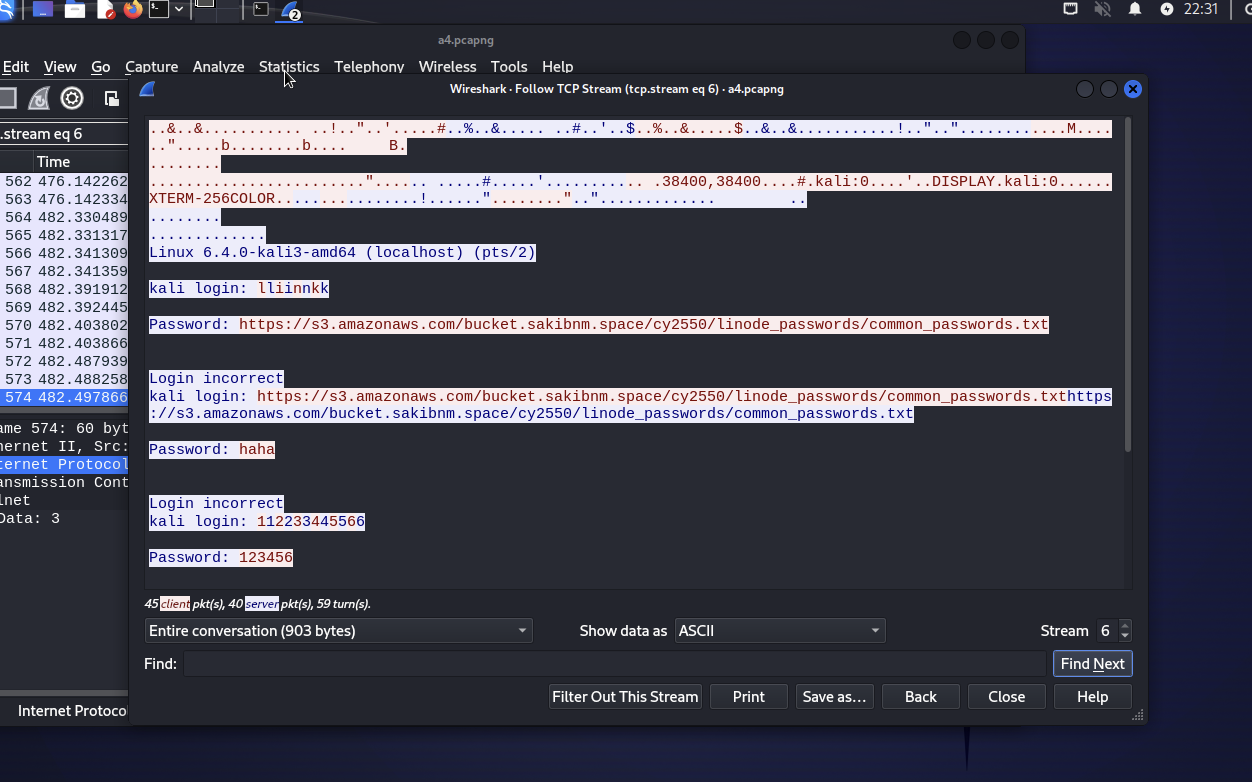 2
22:31
a4.pcapng
Edit View Go Capture Analyze Statistics Telephony Wireless Tools Help
Wireshark · Follow TCP Stream (tcp.stream eq 6) · a4.pcapng
.stream eq 6
Time
562 476.142262
563 476.142334
564 482.330489
565 482.331317
566 482.341309
567 482.341359
568 482.391912
569 482.392445
570 482.403802
571 482.403866
572 482.487939
573 482.488258
574 482.497866
ame 574: 60 byt
hernet II, Src:
ternet Protocol
ansmission Cont
lnet
Data: 3
Internet Protoco
..&..&........... ..!.."..'.....#..%..&..... ..#..'..$..%..&.....$..&..&...........!..".."............M....
..".....b........b.... B.
........
........................"...... .....#.....'........... .38400,38400....#.kali:0....'..DISPLAY.kali:0......
XTERM-256COLOR................!......"........".."............. ..
........
.............
Linux 6.4.0-kali3-amd64 (localhost) (pts/2)
kali login: lliinnkk
Password: https://s3.amazonaws.com/bucket.sakibnm.space/cy2550/linode_passwords/common_passwords.txt
Login incorrect
kali login: https://s3.amazonaws.com/bucket.sakibnm.space/cy2550/linode_passwords/common_passwords.txthttps
://s3.amazonaws.com/bucket.sakibnm.space/cy2550/linode_passwords/common_passwords.txt
Password: haha
Login incorrect
kali login: 112233445566
Password: 123456
45 client pkt(s), 40 server pkt(s), 59 turn(s).
Entire conversation (903 bytes) Show data as ASCII Stream 6
Find: Find Next
Filter Out This Stream Print Save as… Back Close Help